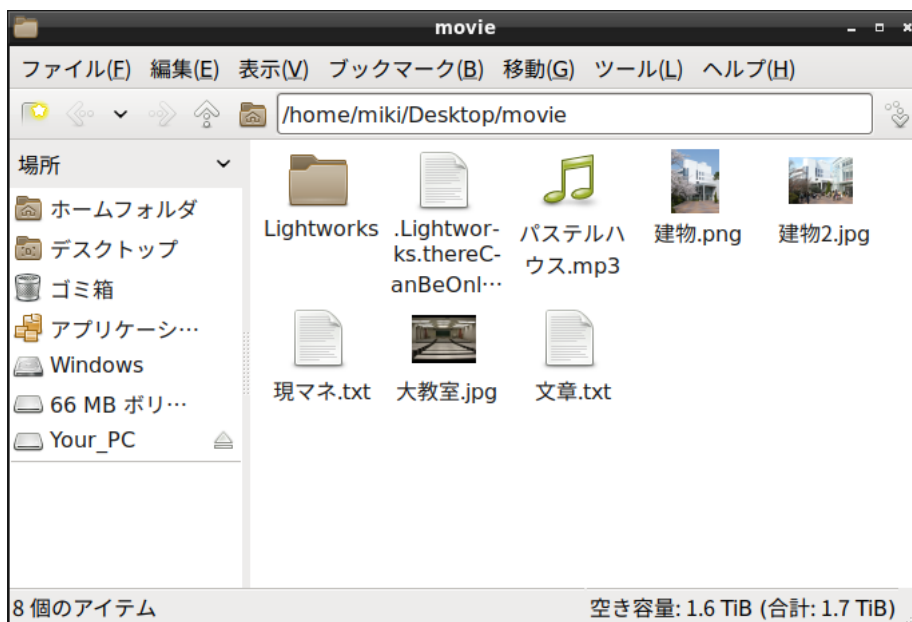 movie
ファイル(F) 編集(E) 表示(V) ブックマーク(B) 移動(G) ツール(L) ヘルプ(H)
/home/miki/Desktop/movie
場所
ホームフォルダ
デスクトップ
ゴミ箱
アプリケーシ…
Windows
66 MB ボリ…
Your_PC
Lightworks
.Lightwor-
ks.thereC-
anBeOnl…
パステルハ
ウス.mp3
建物.png
建物2.jpg
現マネ.txt
大教室.jpg
文章.txt
8 個のアイテム
空き容量: 1.6 TiB (合計: 1.7 TiB)